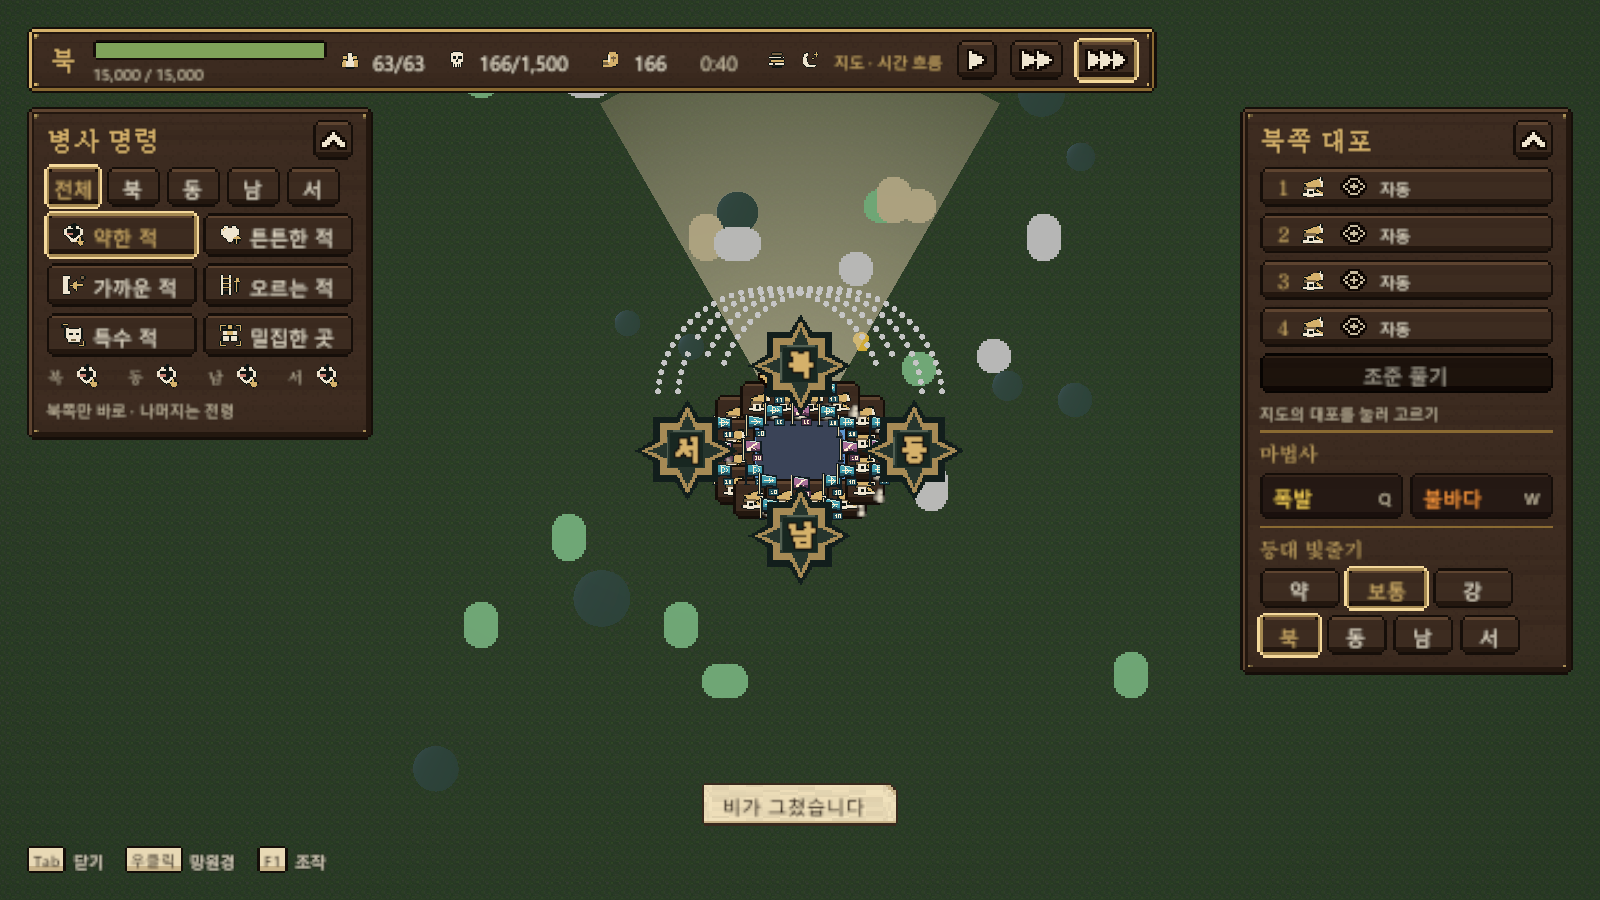 북
15,000 / 15,000
63/63
166/1,500
166
0:40
지도 · 시간 흐름
병사 명령
전체 북 동 남 서
약한 적 튼튼한 적
가까운 적 오르는 적
특수 적 밀집한 곳
북 동 남 서
북쪽만 바로 · 나머지는 전령
북쪽 대포
1 자동
2 자동
3 자동
4 자동
조준 풀기
지도의 대포를 눌러 고르기
마법사
폭발 Q 불바다 W
등대 빛줄기
약 보통 강
북 동 남 서
북
서
동
남
비가 그쳤습니다
Tab 닫기 우클릭 망원경 F1 조작